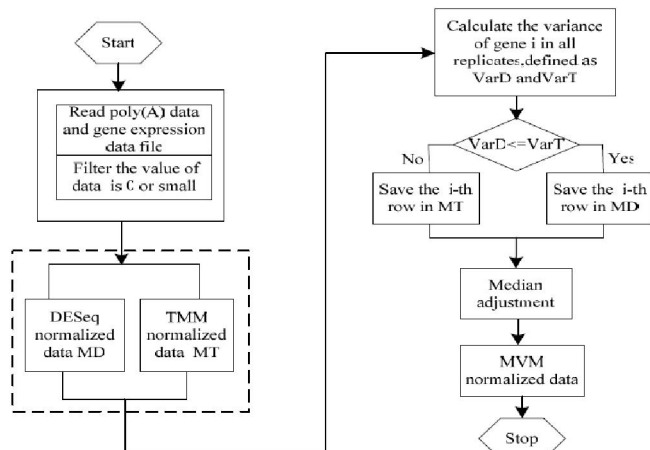 Start
Read poly(A) data
and gene expression
data file
Filter the value of
data is 0 or small
DESeq
normalized
data MD
TMM
normalized
data MT
Calculate the variance
of gene i in all
replicates,defined as
VarD andVarT
VarD<=VarT
No
Yes
Save the i-th
row in MT
Save the i-th
row in MD
Median
adjustment
MVM
normalized data
Stop